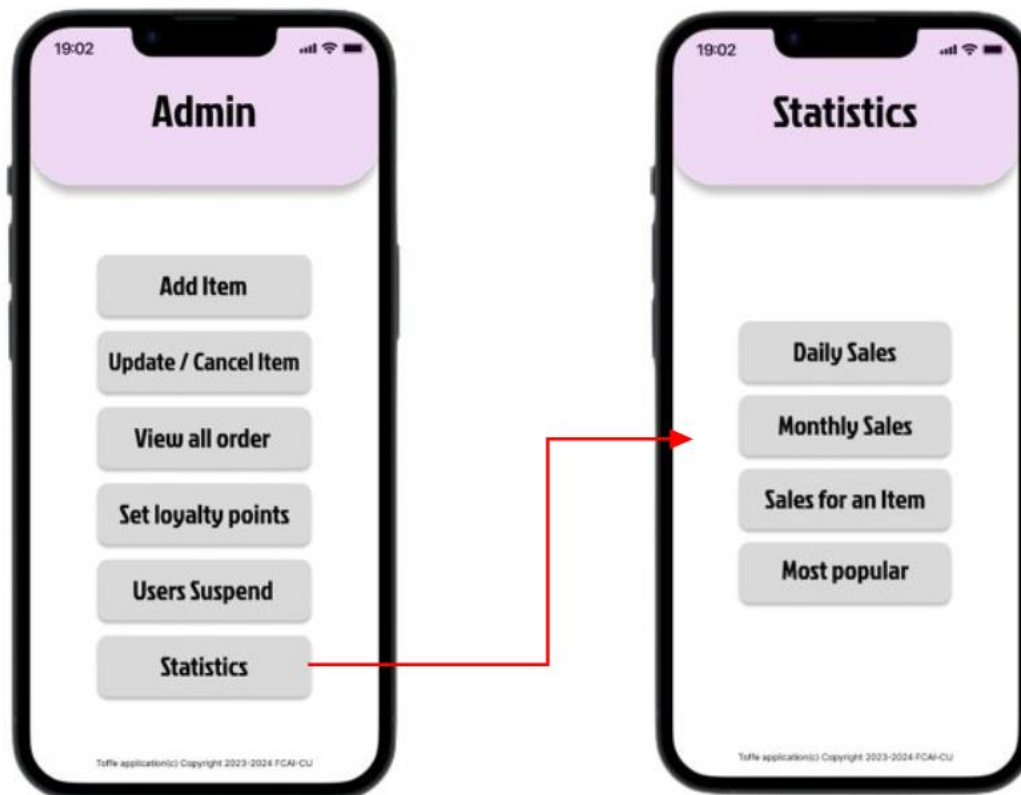 19:02
Admin
Add Item
Update / Cancel Item
View all order
Set loyalty points
Users Suspend
Statistics
Toffe application(c) Copyright 2023-2024 FCAI-CU
19:02
Statistics
Daily Sales
Monthly Sales
Sales for an Item
Most popular
Toffe application(c) Copyright 2023-2024 FCAI-CU